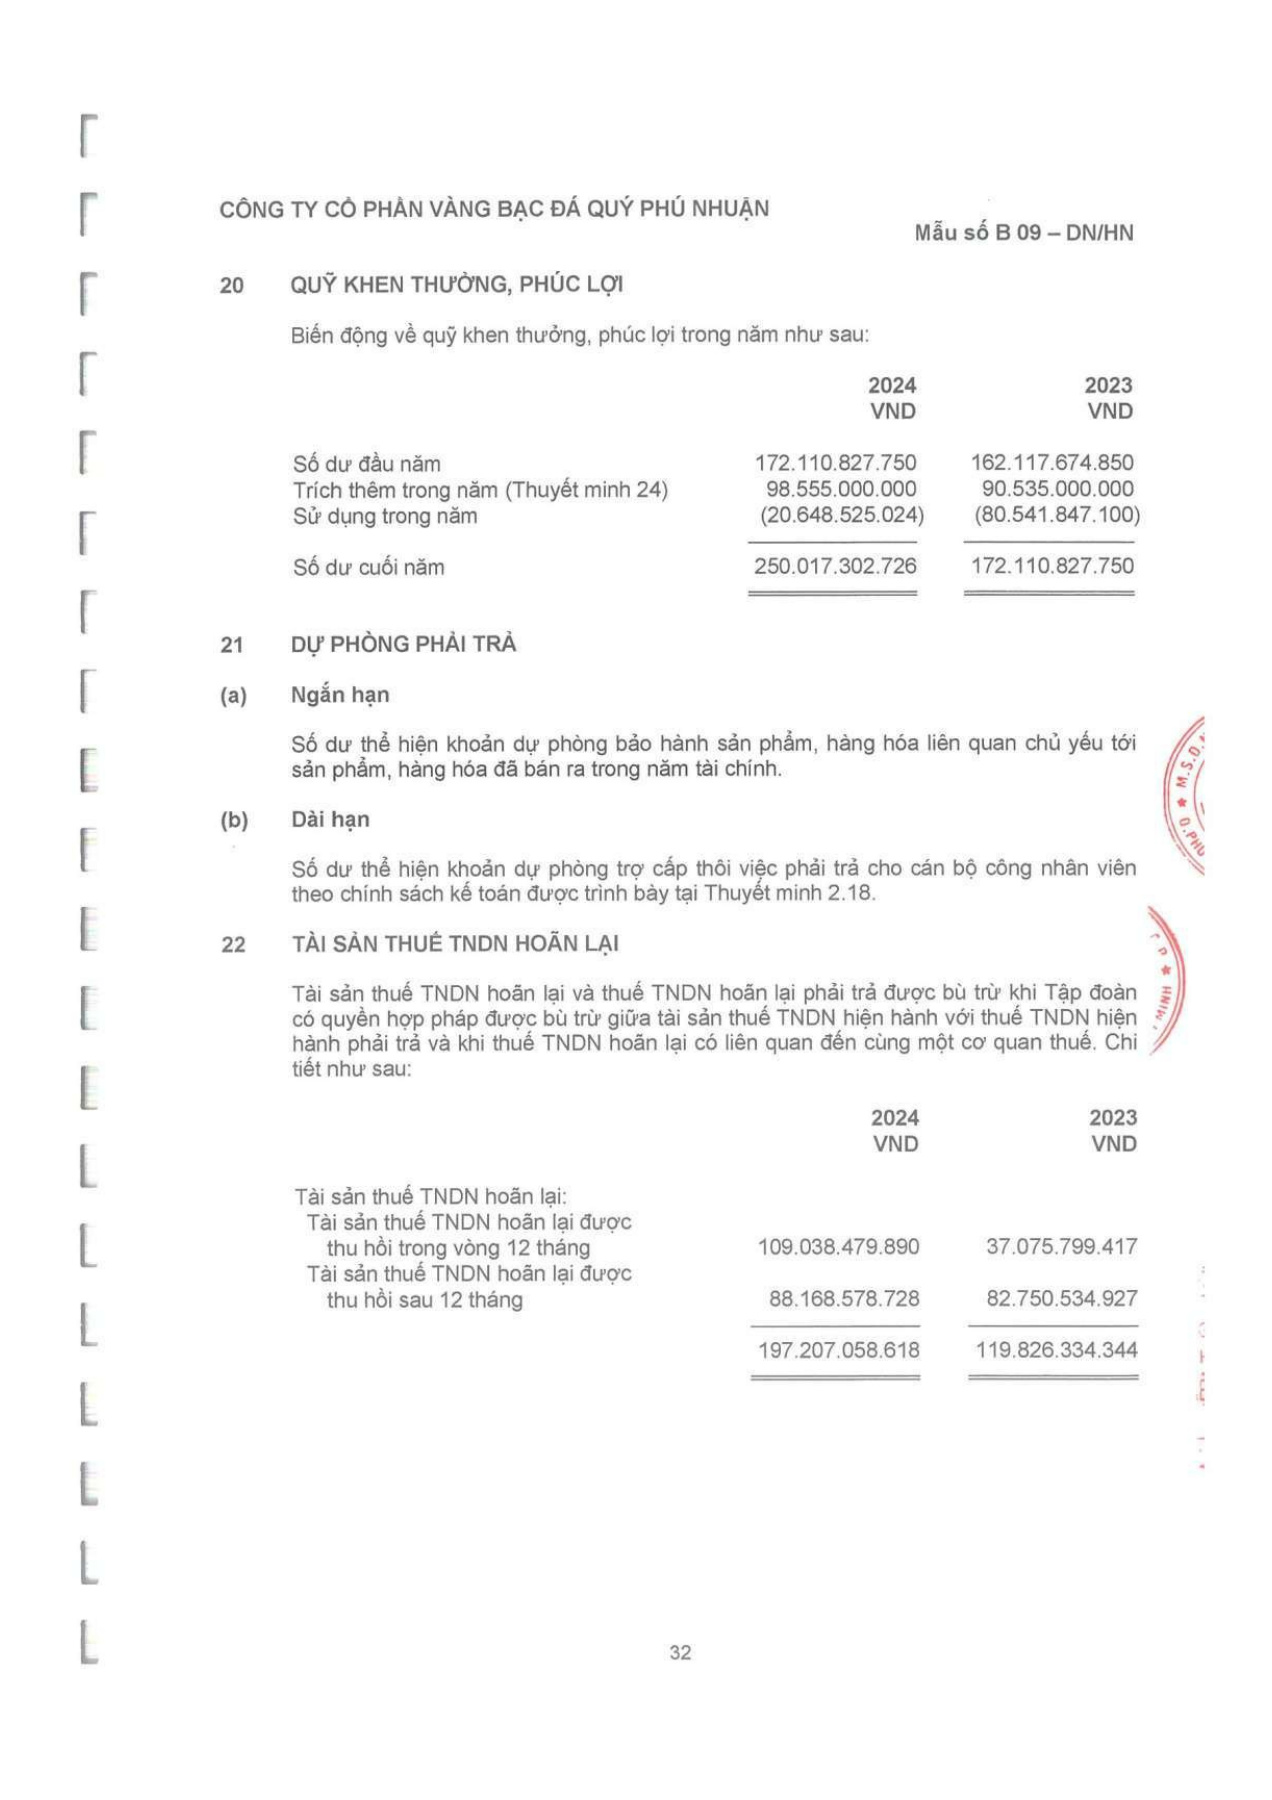 CÔNG TY CỔ PHẦN VÀNG BẠC ĐÁ QUÝ PHÚ NHUẬN
Mẫu số B 09 – DN/HN
20 QUỸ KHEN THƯỞNG, PHÚC LỢI
Biến động về quỹ khen thưởng, phúc lợi trong năm như sau:
2024 2023
VND VND
Số dư đầu năm 172.110.827.750 162.117.674.850
Trích thêm trong năm (Thuyết minh 24) 98.555.000.000 90.535.000.000
Sử dụng trong năm (20.648.525.024) (80.541.847.100)
Số dư cuối năm 250.017.302.726 172.110.827.750
21 DỰ PHÒNG PHẢI TRẢ
(a) Ngắn hạn
Số dư thể hiện khoản dự phòng bảo hành sản phẩm, hàng hóa liên quan chủ yếu tới
sản phẩm, hàng hóa đã bán ra trong năm tài chính.
(b) Dài hạn
Số dư thể hiện khoản dự phòng trợ cấp thôi việc phải trả cho cán bộ công nhân viên
theo chính sách kế toán được trình bày tại Thuyết minh 2.18.
22 TÀI SẢN THUẾ TNDN HOÃN LẠI
Tài sản thuế TNDN hoãn lại và thuế TNDN hoãn lại phải trả được bù trừ khi Tập đoàn
có quyền hợp pháp được bù trừ giữa tài sản thuế TNDN hiện hành với thuế TNDN hiện
hành phải trả và khi thuế TNDN hoãn lại có liên quan đến cùng một cơ quan thuế. Chi
tiết như sau:
2024 2023
VND VND
Tài sản thuế TNDN hoãn lại:
Tài sản thuế TNDN hoãn lại được
thu hồi trong vòng 12 tháng 109.038.479.890 37.075.799.417
Tài sản thuế TNDN hoãn lại được
thu hồi sau 12 tháng 88.168.578.728 82.750.534.927
197.207.058.618 119.826.334.344
M.S.D.N
Q.PHÚ
MINH
32